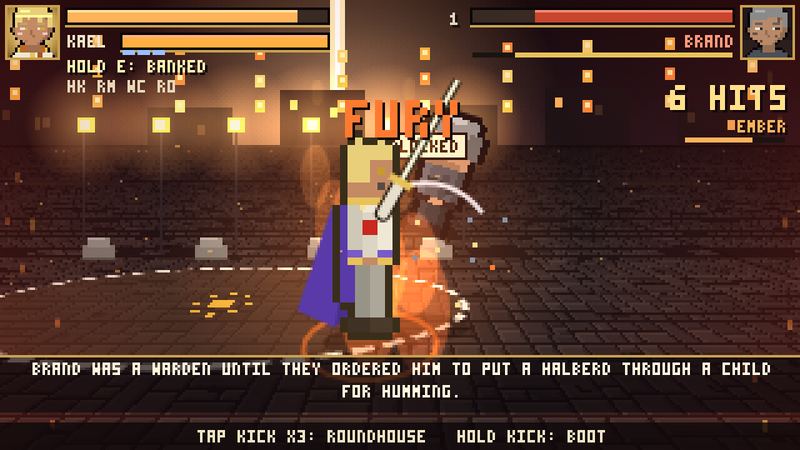 1
KAEL
BRAND
HOLD E: BANKED
HK RM WC RO
6 HITS
EMBER
FURY
BRAND WAS A WARDEN UNTIL THEY ORDERED HIM TO PUT A HALBERD THROUGH A CHILD
FOR HUMMING.
TAP KICK X3: ROUNDHOUSE HOLD KICK: BOOT